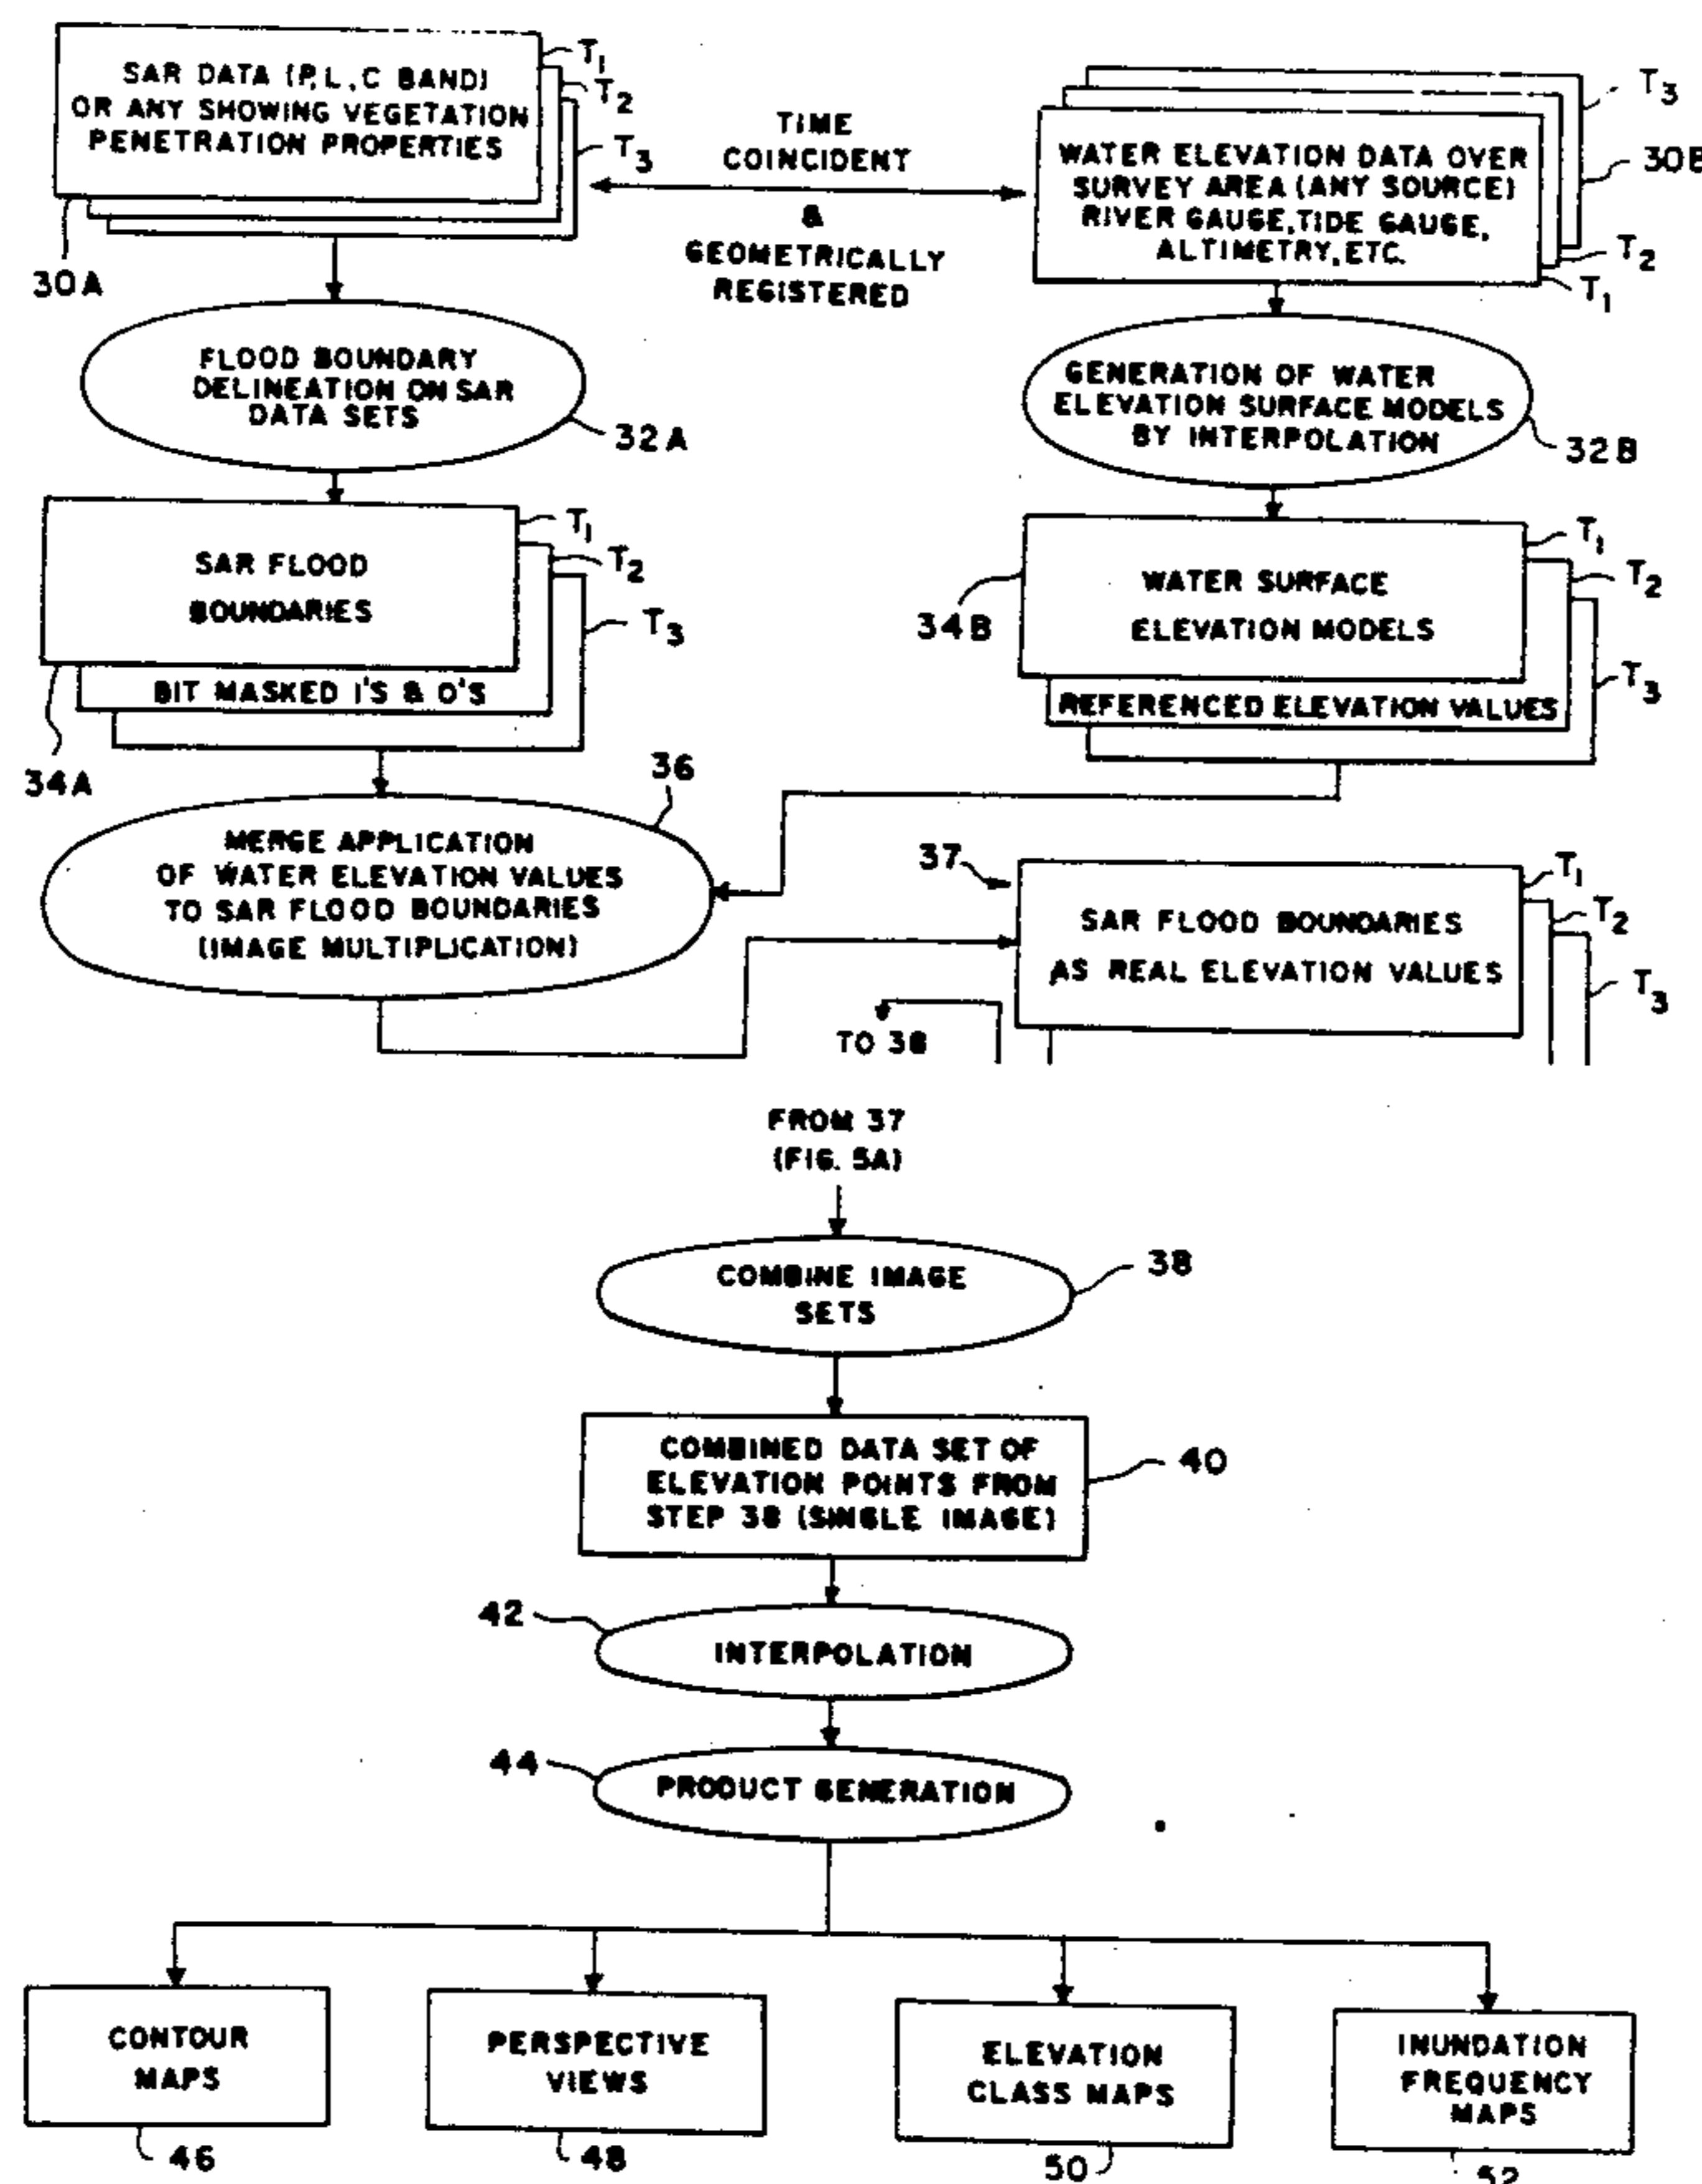 SAR DATA (P, L, C BAND)
OR ANY SHOWING VEGETATION
PENETRATION PROPERTIES
T1
T2
T3
30A
TIME
COINCIDENT
&
GEOMETRICALLY
REGISTERED
WATER ELEVATION DATA OVER
SURVEY AREA (ANY SOURCE)
RIVER GAUGE, TIDE GAUGE,
ALTIMETRY, ETC.
T3
30B
T2
T1
FLOOD BOUNDARY
DELINEATION ON SAR
DATA SETS
32A
GENERATION OF WATER
ELEVATION SURFACE MODELS
BY INTERPOLATION
32B
SAR FLOOD
BOUNDARIES
BIT MASKED 1'S & 0'S
T1
T2
T3
34A
WATER SURFACE
ELEVATION MODELS
REFERENCED ELEVATION VALUES
T1
T2
T3
34B
36
MERGE APPLICATION
OF WATER ELEVATION VALUES
TO SAR FLOOD BOUNDARIES
(IMAGE MULTIPLICATION)
37
SAR FLOOD BOUNDARIES
AS REAL ELEVATION VALUES
T1
T2
T3
TO 38
FROM 37
(FIG. 5A)
COMBINE IMAGE
SETS
38
COMBINED DATA SET OF
ELEVATION POINTS FROM
STEP 38 (SINGLE IMAGE)
40
42
INTERPOLATION
44
PRODUCT GENERATION
CONTOUR
MAPS
46
PERSPECTIVE
VIEWS
48
ELEVATION
CLASS MAPS
50
INUNDATION
FREQUENCY
MAPS
52